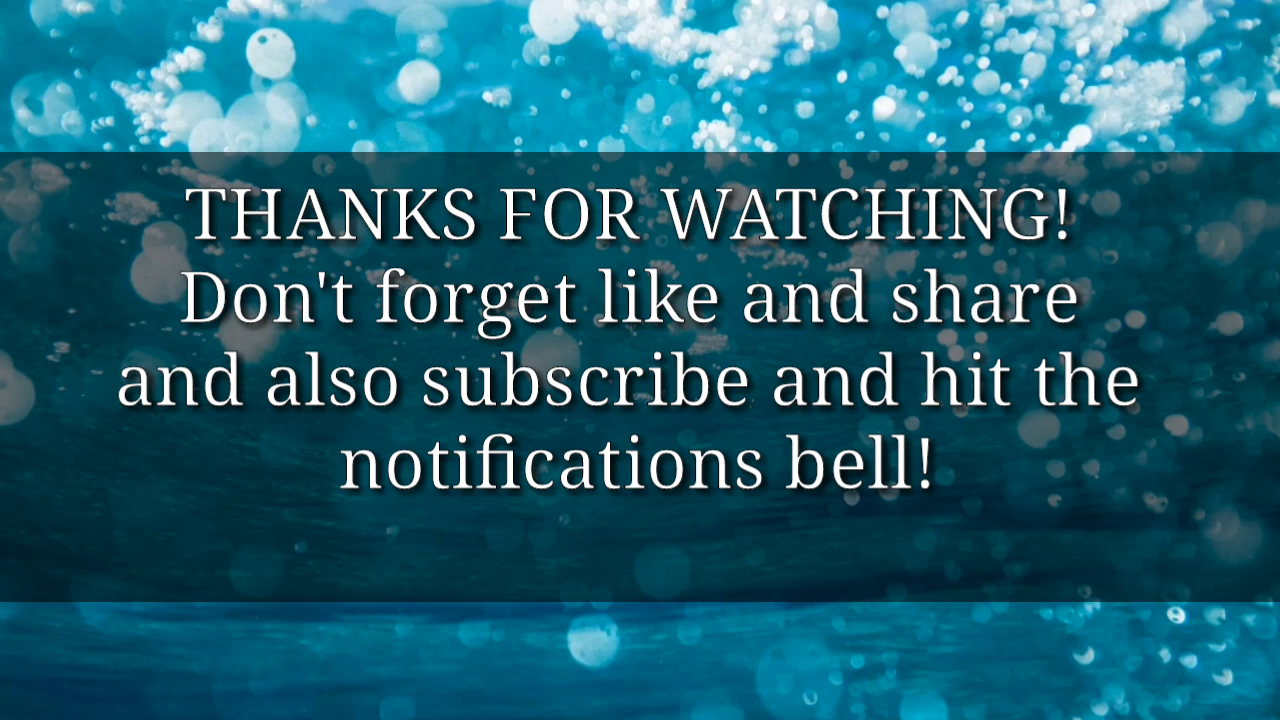 THANKS FOR WATCHING!
Don't forget like and share
and also subscribe and hit the
notifications bell!